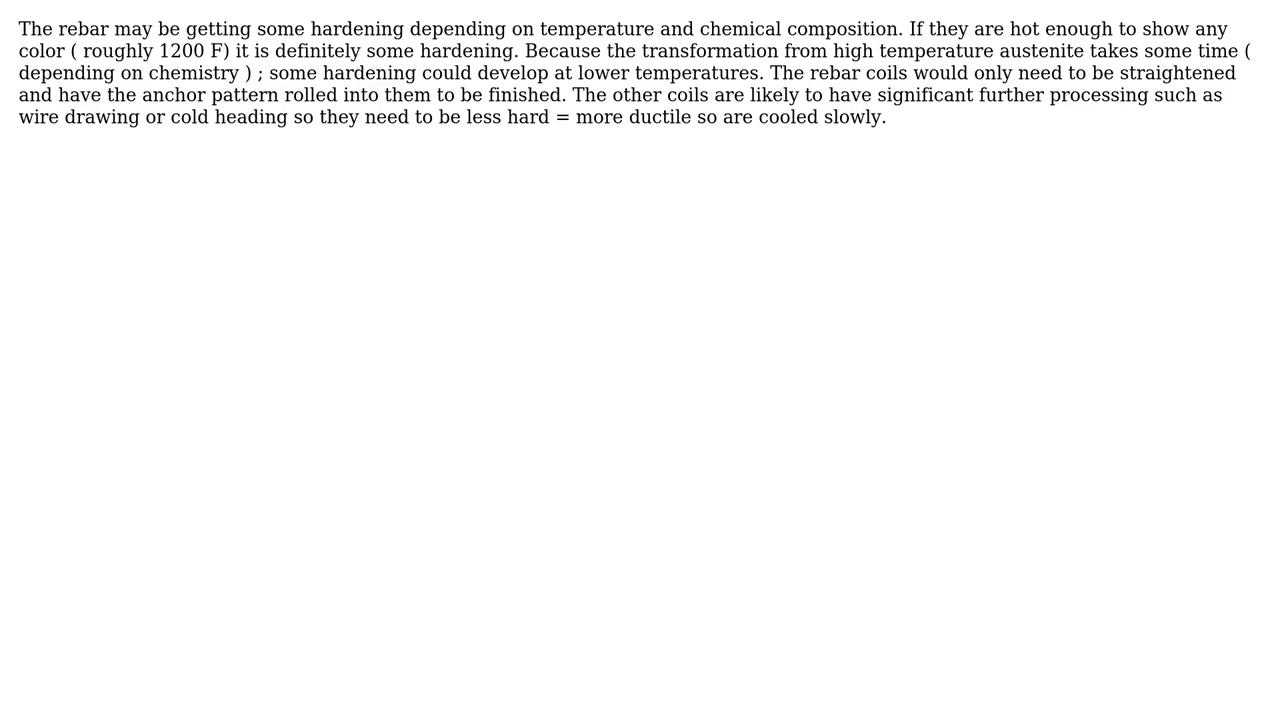 The rebar may be getting some hardening depending on temperature and chemical composition. If they are hot enough to show any
color ( roughly 1200 F) it is definitely some hardening. Because the transformation from high temperature austenite takes some time (
depending on chemistry ) ; some hardening could develop at lower temperatures. The rebar coils would only need to be straightened
and have the anchor pattern rolled into them to be finished. The other coils are likely to have significant further processing such as
wire drawing or cold heading so they need to be less hard = more ductile so are cooled slowly.